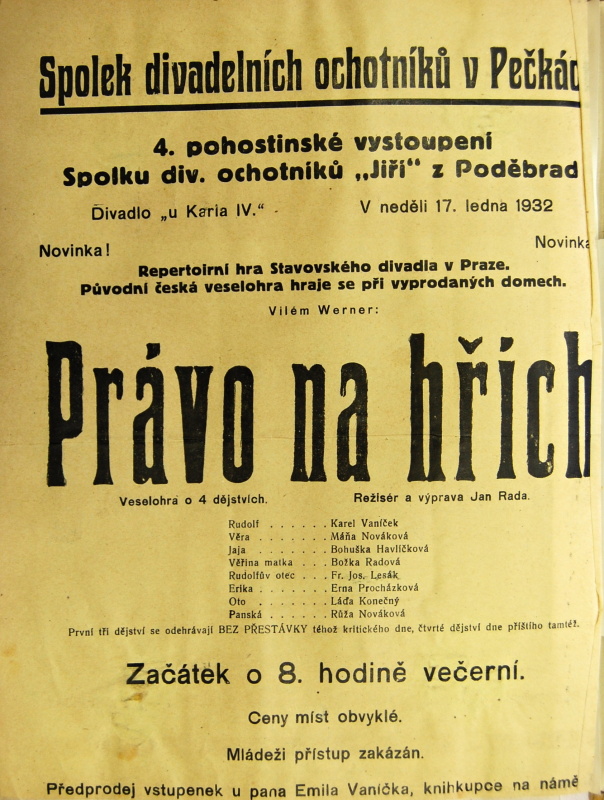 Spolek divadelních ochotníků v Pečkác
4. pohostinské vystoupení
Spolku div. ochotníků „Jiří“ z Poděbrad
Divadlo „u Karla IV.“ V neděli 17. ledna 1932
Novinka! Novinka
Repertoirní hra Stavovského divadla v Praze.
Původní česká veselohra hraje se při vyprodaných domech.
Vilém Werner:
Právo na hřích
Veselohra o 4 dějstvích. Režisér a výprava Jan Rada.
Rudolf . . . . . . Karel Vaníček
Věra . . . . . . . Máňa Nováková
Jaja . . . . . . . Bohuška Havlíčková
Věřina matka . . . Božka Radová
Rudolfův otec . . . Fr. Jos. Lesák
Erika . . . . . . . Erna Procházková
Oto . . . . . . . Láďa Konečný
Panská . . . . . . Růža Nováková
První tři dějství se odehrávají BEZ PŘESTÁVKY téhož kritického dne, čtvrté dějství dne příštího tamtéž.
Začátek o 8. hodině večerní.
Ceny míst obvyklé.
Mládeži přístup zakázán.
Předprodej vstupenek u pana Emila Vaníčka, knihkupce na námě